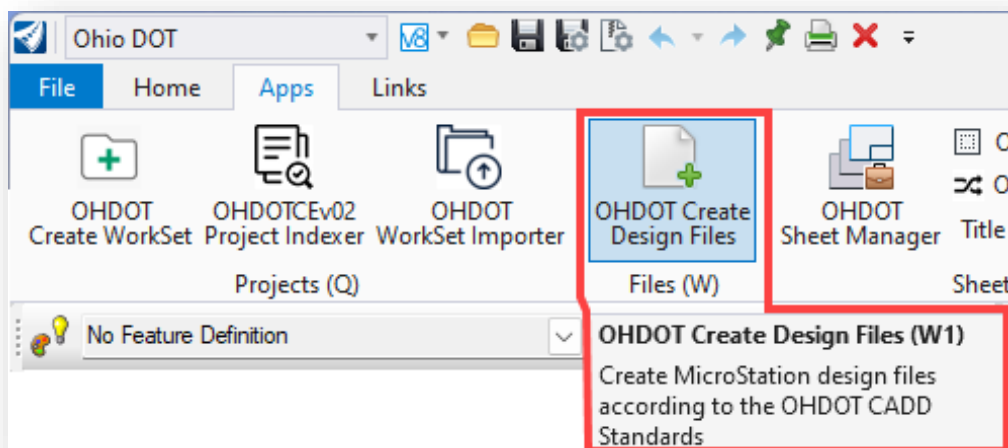 Ohio DOT
V8
File Home Apps Links
OHDOT
Create WorkSet
OHDOTCEv02
Project Indexer
OHDOT
WorkSet Importer
OHDOT Create
Design Files
OHDOT
Sheet Manager
Title
Projects (Q)
Files (W)
Sheet
No Feature Definition
OHDOT Create Design Files (W1)
Create MicroStation design files
according to the OHDOT CADD
Standards